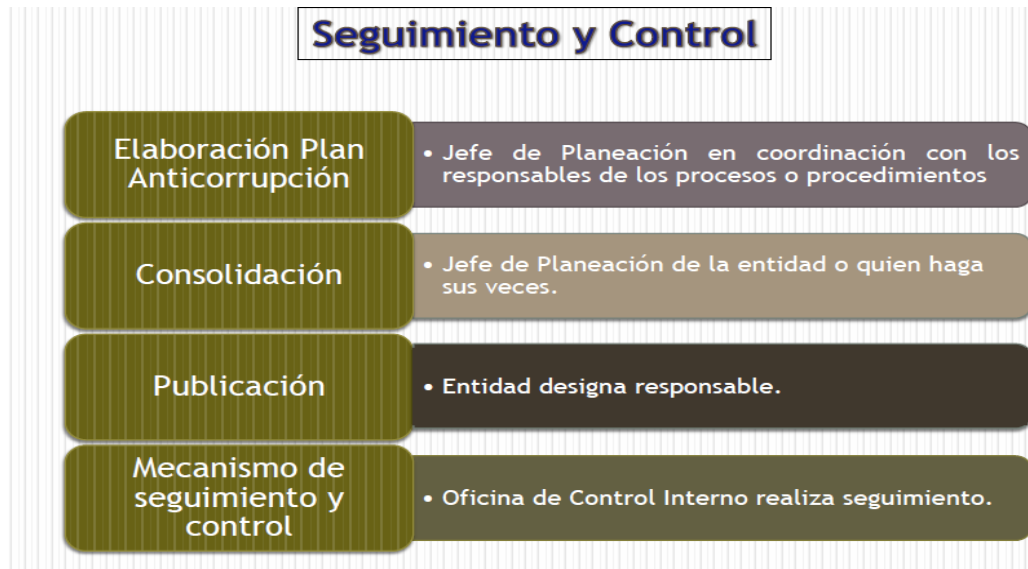 Seguimiento y Control
Elaboración Plan
Anticorrupción
• Jefe de Planeación en coordinación con los
responsables de los procesos o procedimientos
Consolidación
• Jefe de Planeación de la entidad o quien haga
sus veces.
Publicación
• Entidad designa responsable.
Mecanismo de
seguimiento y
control
• Oficina de Control Interno realiza seguimiento.